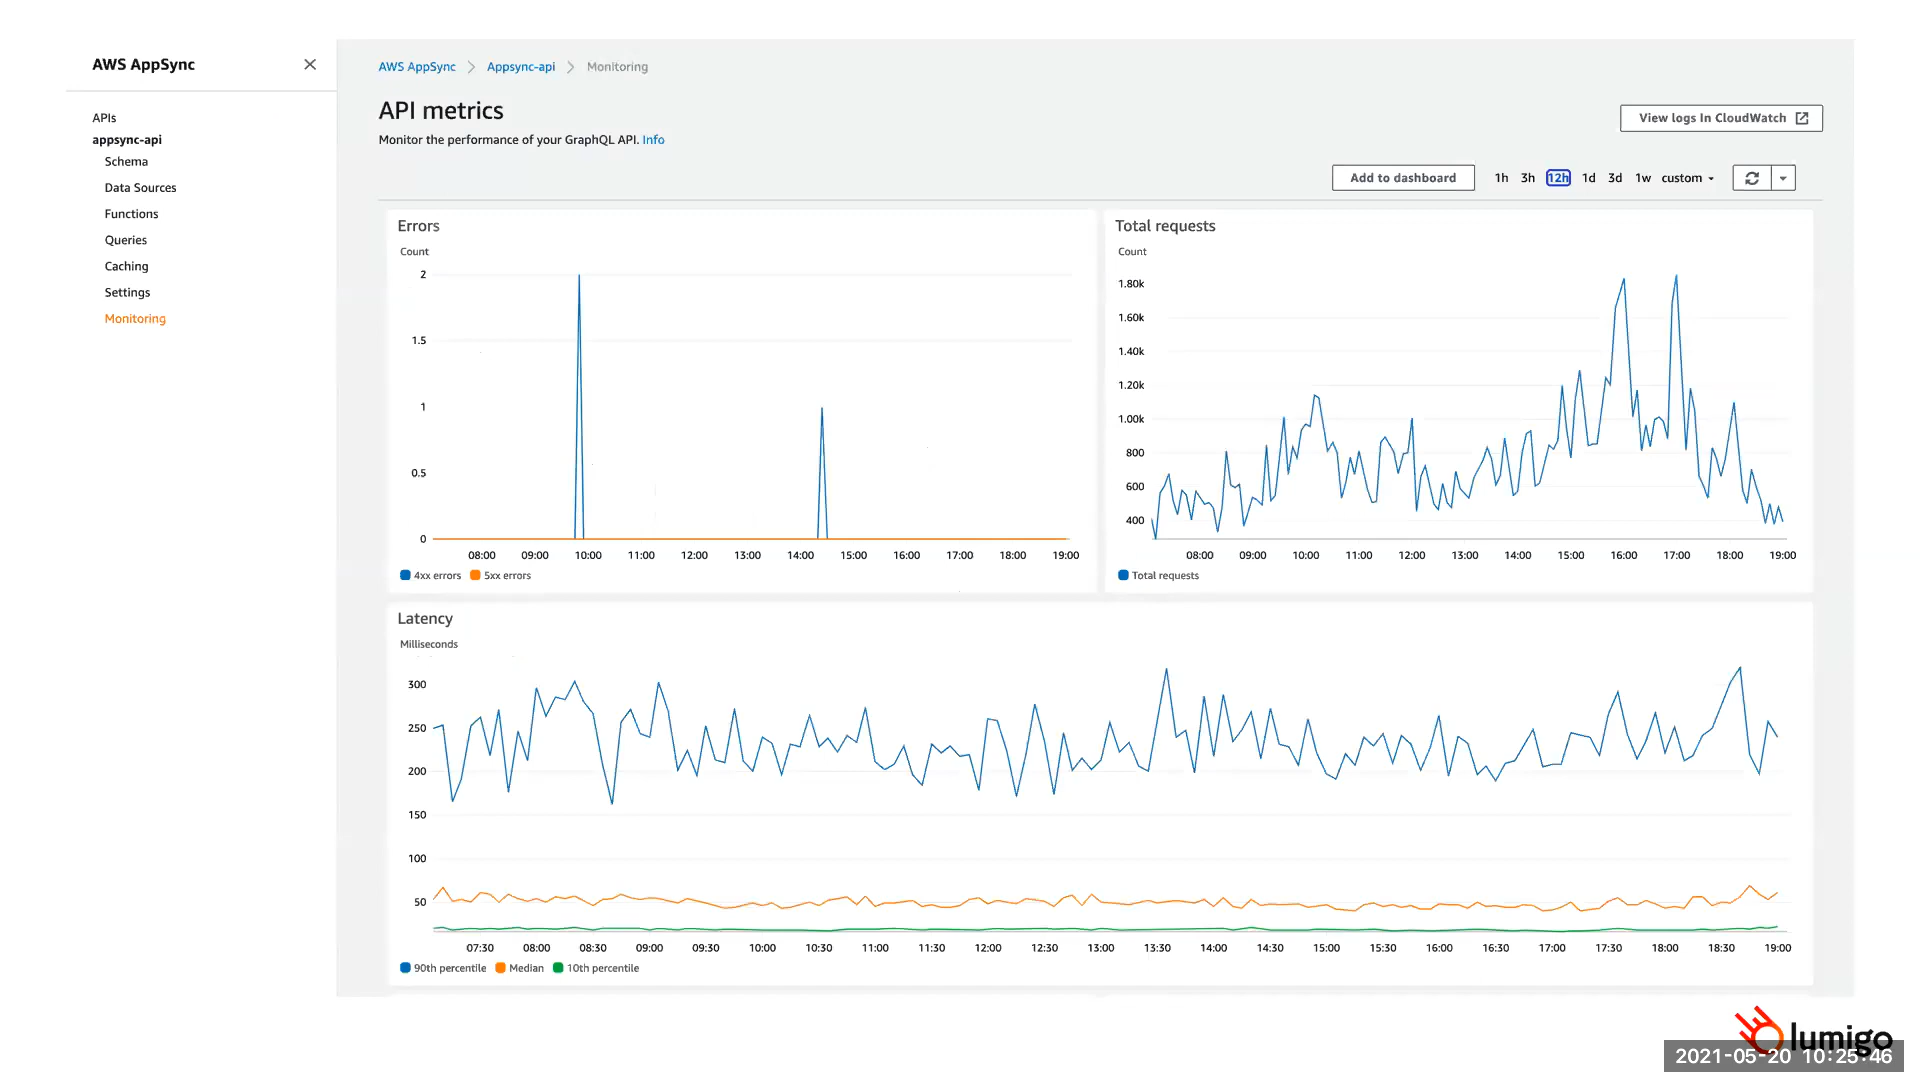 AWS AppSync
APIs
appsync-api
Schema
Data Sources
Functions
Queries
Caching
Settings
Monitoring
AWS AppSync
Appsync-api
Monitoring
API metrics
Monitor the performance of your GraphQL API. Info
View logs In CloudWatch
Add to dashboard
1h 3h 12h 1d 3d 1w custom
Errors
Count
2
1.5
1
0.5
0
08:00 09:00 10:00 11:00 12:00 13:00 14:00 15:00 16:00 17:00 18:00 19:00
4xx errors 5xx errors
Total requests
Count
1.80k
1.60k
1.40k
1.20k
1.00k
800
600
400
08:00 09:00 10:00 11:00 12:00 13:00 14:00 15:00 16:00 17:00 18:00 19:00
Total requests
Latency
Milliseconds
300
250
200
150
100
50
07:30 08:00 08:30 09:00 09:30 10:00 10:30 11:00 11:30 12:00 12:30 13:00 13:30 14:00 14:30 15:00 15:30 16:00 16:30 17:00 17:30 18:00 18:30 19:00
90th percentile Median 10th percentile
lumigo
2021-05-20 10:25:46